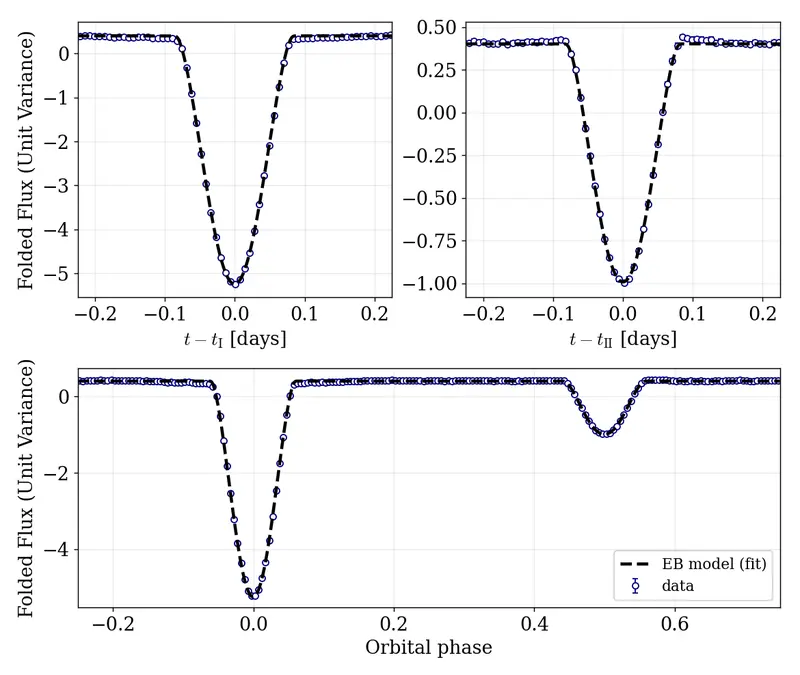 Folded Flux (Unit Variance)
0
−1
−2
−3
−4
−5
−0.2 −0.1 0.0 0.1 0.2
t − tI [days]
0.50
0.25
0.00
−0.25
−0.50
−0.75
−1.00
−0.2 −0.1 0.0 0.1 0.2
t − tII [days]
Folded Flux (Unit Variance)
0
−2
−4
−0.2 0.0 0.2 0.4 0.6
Orbital phase
EB model (fit)
data